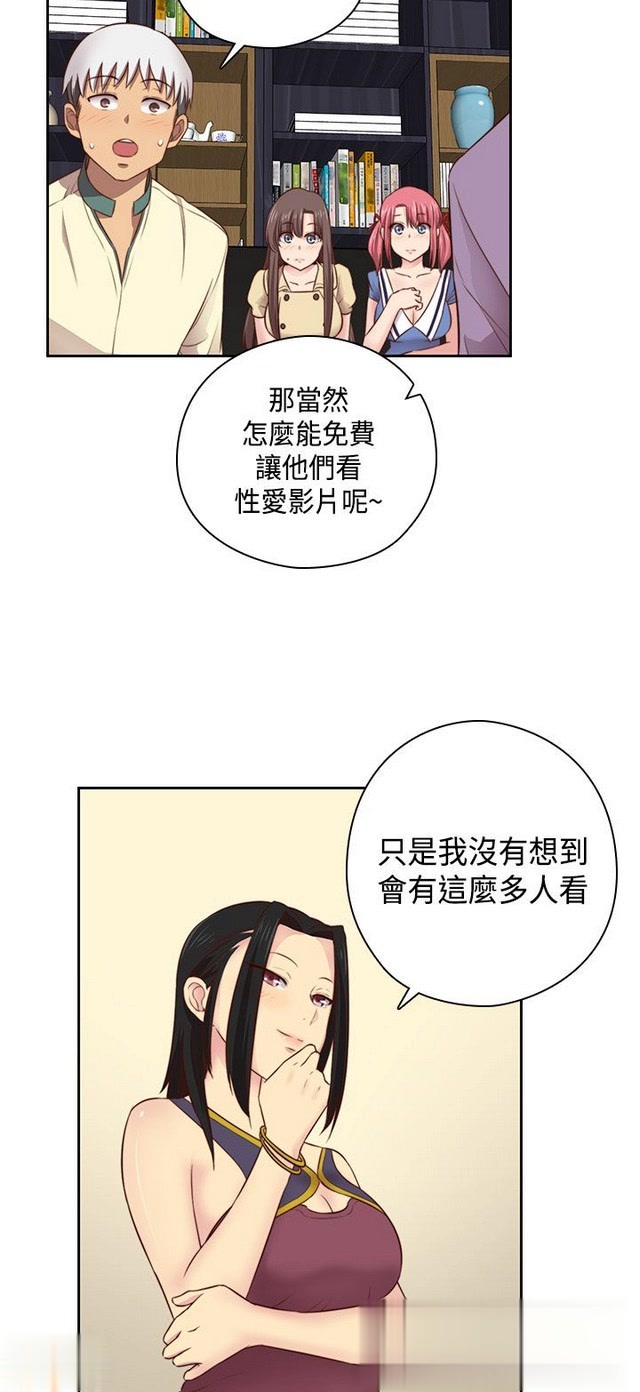 那當然
怎麼能免費
讓他們看
性愛影片呢~
只是我沒有想到
會有這麼多人看